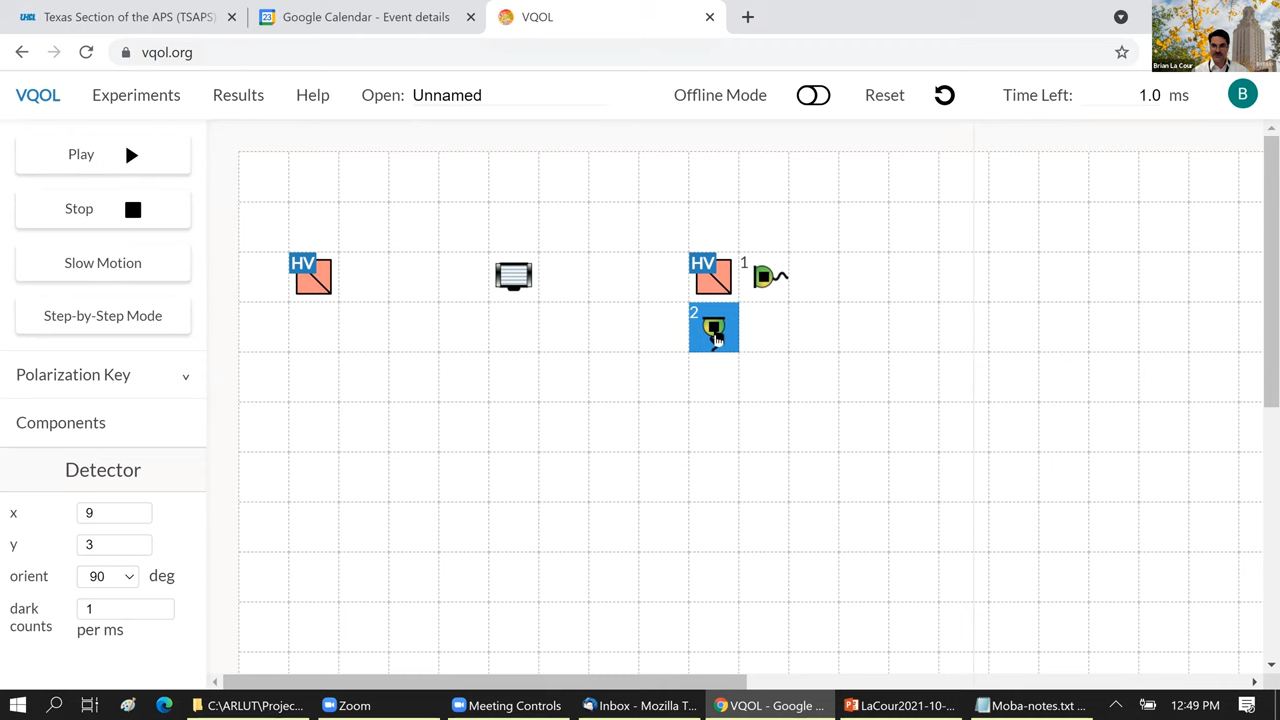 Texas Section of the APS (TSAPS)
Google Calendar - Event details
VQOL
vqol.org
Brian La Cour
VQOL
Experiments
Results
Help
Open: Unnamed
Offline Mode
Reset
Time Left: 1.0 ms
B
Play
Stop
Slow Motion
Step-by-Step Mode
Polarization Key
Components
Detector
x 9
y 3
orient 90 deg
dark counts 1 per ms
HV
HV
1
2
C:\ARLUT\Projec...
Zoom
Meeting Controls
Inbox - Mozilla T...
VQOL - Google ...
LaCour2021-10-...
Moba-notes.txt ...
12:49 PM